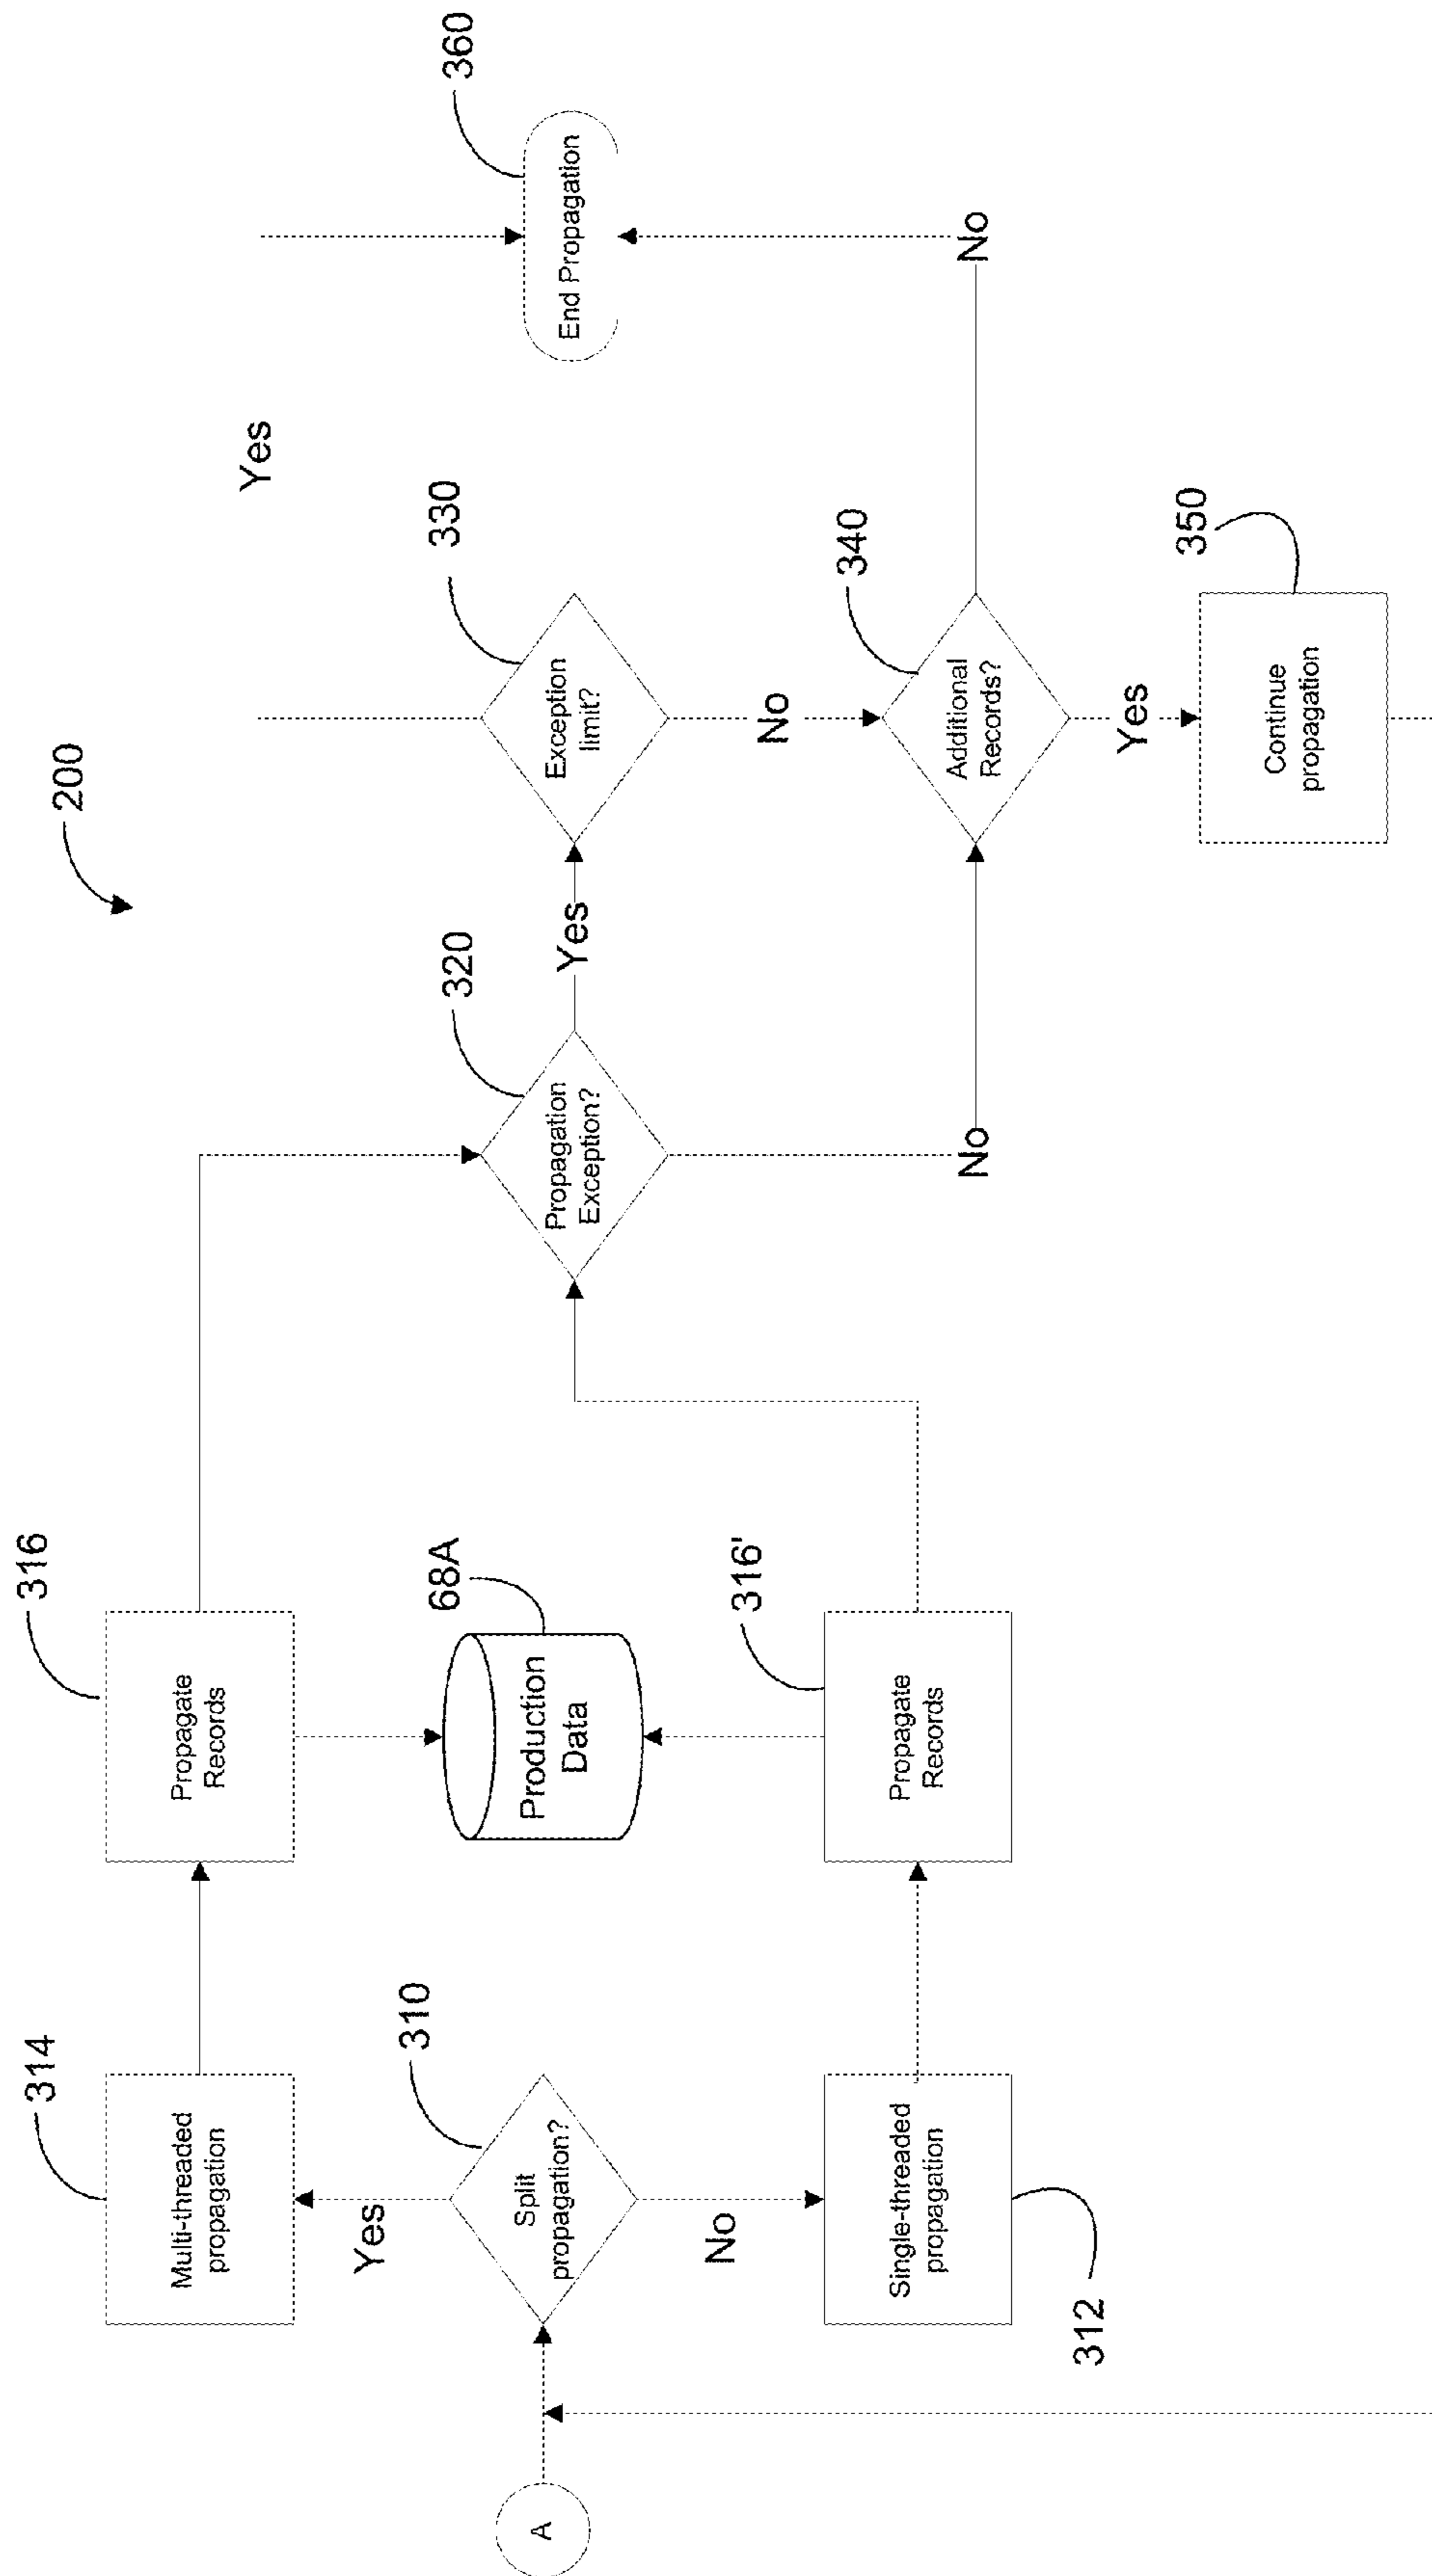 200
A
Split
propagation?
310
Yes
No
Multi-threaded
propagation
314
Single-threaded
propagation
312
Propagate
Records
316
Production
Data
68A
Propagate
Records
316'
Propagation
Exception?
320
Yes
No
Exception
limit?
330
Yes
No
Additional
Records?
340
Yes
No
Continue
propagation
350
End Propagation
360